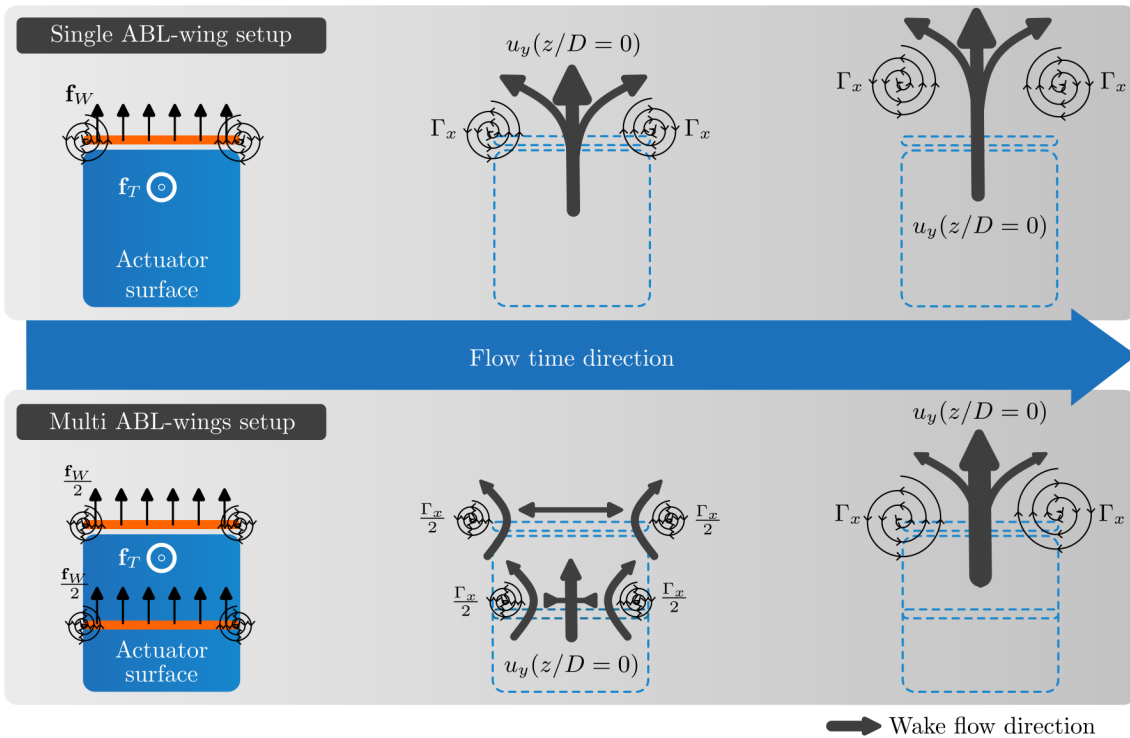 Single ABL-wing setup
f_W
f_T
Actuator
surface
u_y(z/D = 0)
Γ_x
Γ_x
Γ_x
Γ_x
u_y(z/D = 0)
Flow time direction
Multi ABL-wings setup
f_W/2
f_T
f_W/2
Actuator
surface
Γ_x/2
Γ_x/2
Γ_x/2
Γ_x/2
u_y(z/D = 0)
u_y(z/D = 0)
Γ_x
Γ_x
Wake flow direction